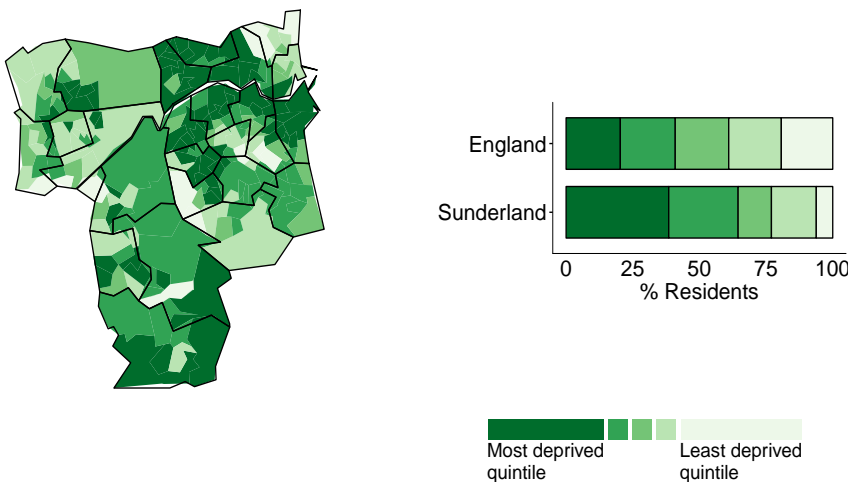 England
Sunderland
0 25 50 75 100
% Residents
Most deprived quintile
Least deprived quintile